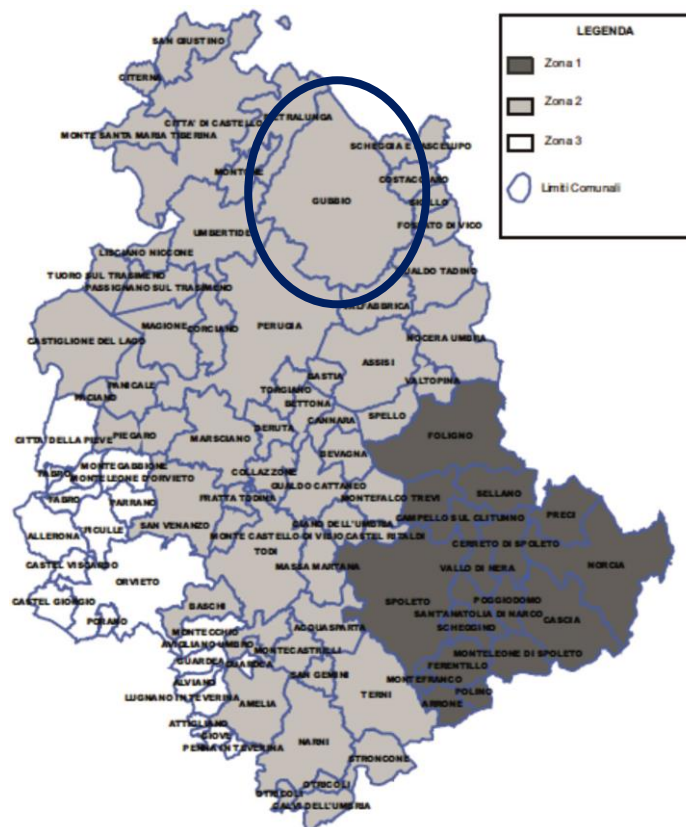 LEGENDA
Zona 1
Zona 2
Zona 3
Limiti Comunali
SAN GIUSTINO
CITERNA
CITTA' DI CASTELLO
PIETRALUNGA
MONTE SANTA MARIA TIBERINA
SCHEGGIA E PASCELUPO
MONTONE
COSTACCIARO
GUBBIO
SIGILLO
FOSSATO DI VICO
UMBERTIDE
LISCIANO NICCONE
GUALDO TADINO
TUORO SUL TRASIMENO
PASSIGNANO SUL TRASIMENO
VALFABBRICA
MAGIONE
CORCIANO
PERUGIA
CASTIGLIONE DEL LAGO
NOCERA UMBRA
ASSISI
BASTIA
VALTOPINA
PANICALE
TORGIANO
PACIANO
BETTONA
SPELLO
CANNARA
CITTA' DELLA PIEVE
PIEGARO
MARSCIANO
DERUTA
FOLIGNO
BEVAGNA
MONTEGABBIONE
FABRO
MONTELEONE D'ORVIETO
COLLAZZONE
GUALDO CATTANEO
SELLANO
FABRO
PARRANO
FRATTA TODINA
MONTEFALCO
TREVI
PRECI
ALLERONA
FICULLE
SAN VENANZO
MONTE CASTELLO DI VIBIO
GIANO DELL'UMBRIA
CASTEL RITALDI
CAMPELLO SUL CLITUNNO
CERRETO DI SPOLETO
TODI
CASTEL VISCARDO
MASSA MARTANA
VALLO DI NERA
NORCIA
ORVIETO
CASTEL GIORGIO
BASCHI
SPOLETO
POGGIODOMO
SANT'ANATOLIA DI NARCO
PORANO
ACQUASPARTA
SCHEGGINO
CASCIA
MONTECCHIO
AVIGLIANO UMBRO
MONTECASTRILLI
MONTELEONE DI SPOLETO
GUARDEA
GUARDEA
FERENTILLO
ALVIANO
SAN GEMINI
MONTEFRANCO
LUGNANO IN TEVERINA
AMELIA
TERNI
POLINO
ARRONE
ATTIGLIANO
GIOVE
PENNA IN TEVERINA
NARNI
STRONCONE
OTRICOLI
OTRICOLI
CALVI DELL'UMBRIA